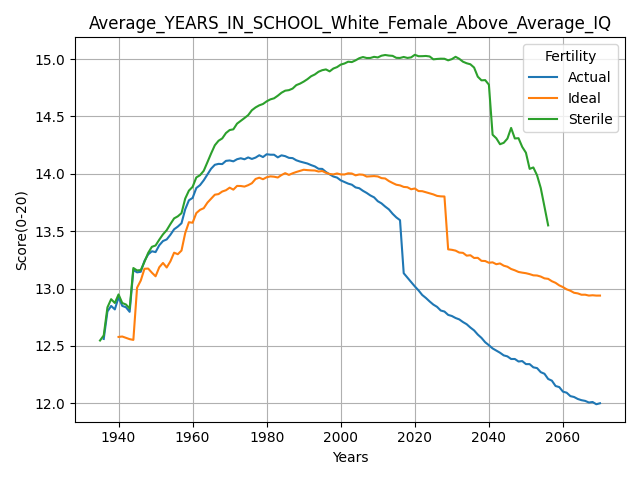 Average_YEARS_IN_SCHOOL_White_Female_Above_Average_IQ
Fertility
Actual
Ideal
Sterile
Score(0-20)
15.0
14.5
14.0
13.5
13.0
12.5
12.0
1940 1960 1980 2000 2020 2040 2060
Years